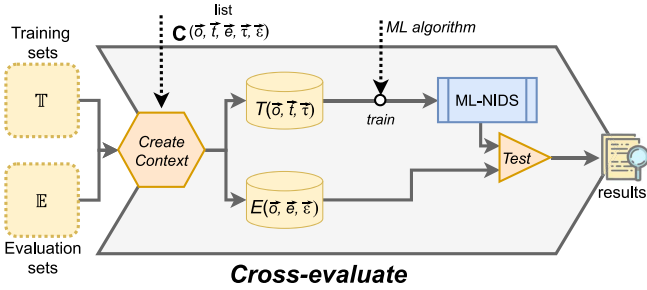 list
C(o⃗, t⃗, e⃗, τ⃗, ε⃗)
ML algorithm
Training
sets
𝕋
T(o⃗, t⃗, τ⃗)
train
ML-NIDS
Create
Context
Test
𝔼
E(o⃗, e⃗, ε⃗)
results
Evaluation
sets
Cross-evaluate